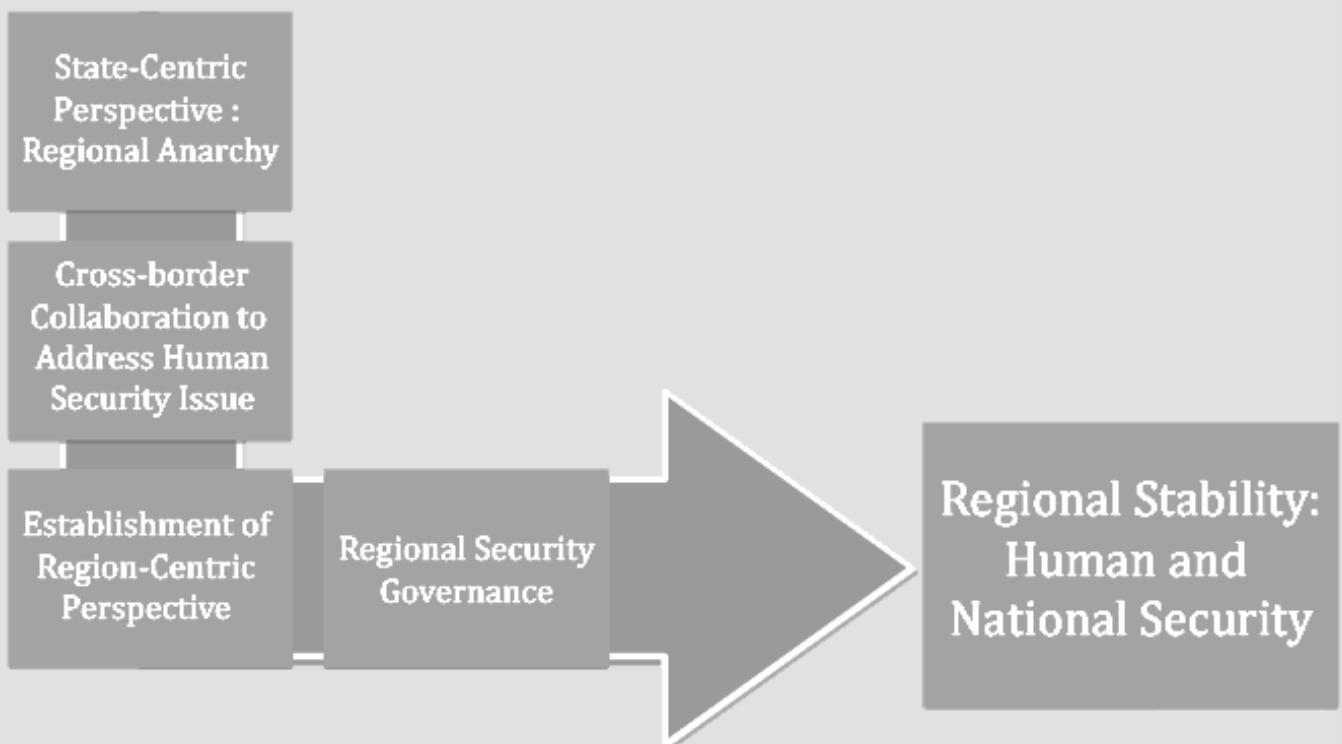 State-Centric
Perspective :
Regional Anarchy
Cross-border
Collaboration to
Address Human
Security Issue
Establishment of
Region-Centric
Perspective
Regional Security
Governance
Regional Stability:
Human and
National Security